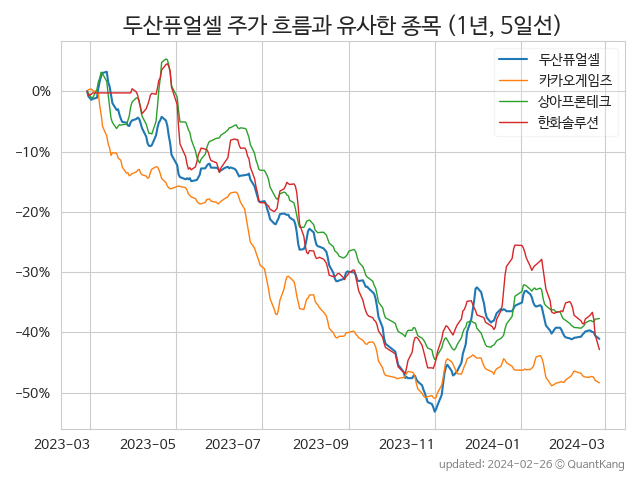 두산퓨얼셀 주가 흐름과 유사한 종목 (1년, 5일선)
두산퓨얼셀
카카오게임즈
상아프론테크
한화솔루션
0%
−10%
−20%
−30%
−40%
−50%
2023-03
2023-05
2023-07
2023-09
2023-11
2024-01
2024-03
updated: 2024-02-26 © QuantKang